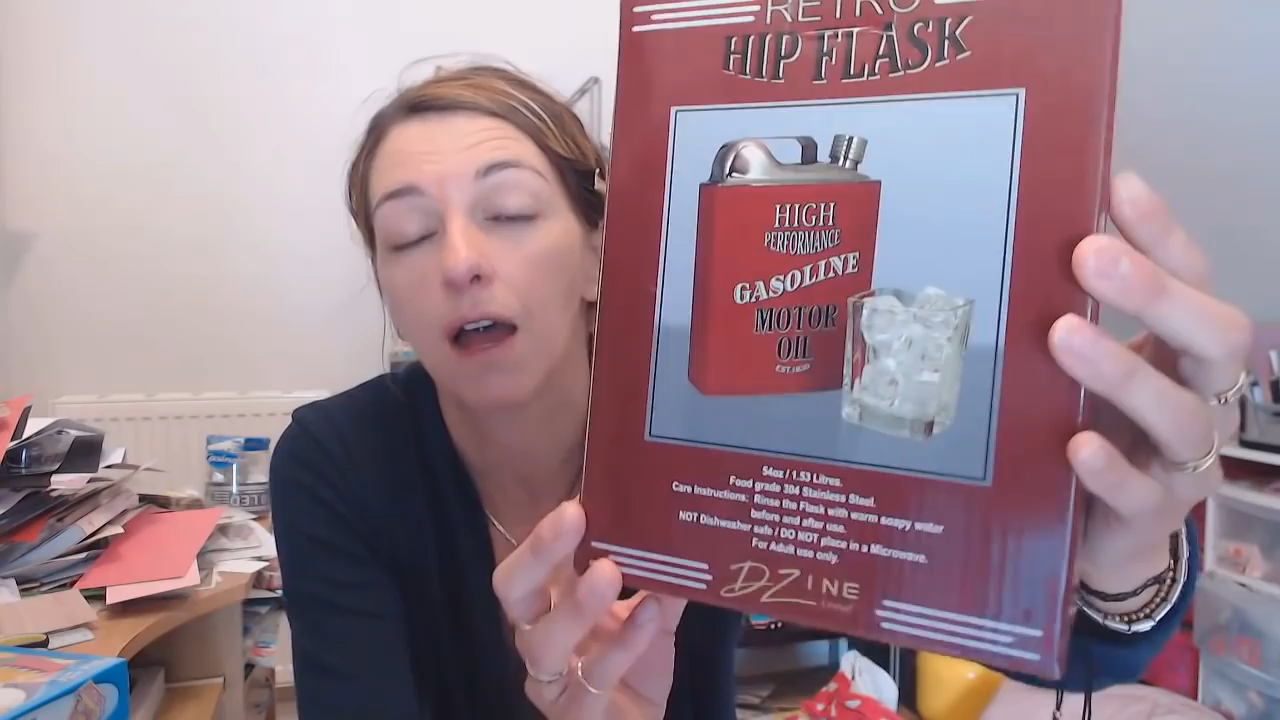 RETRO
HIP FLASK
HIGH
PERFORMANCE
GASOLINE
MOTOR
OIL
54oz / 1.53 Litres.
Food grade 304 Stainless Steel.
Care Instructions: Rinse the Flask with warm soapy water
before and after use.
NOT Dishwasher safe / DO NOT place in a Microwave.
For Adult use only.
DZINE